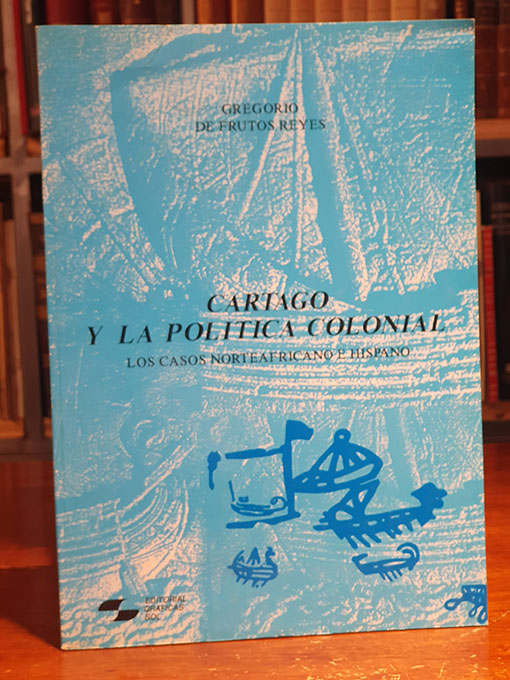 GREGORIO
DE FRUTOS REYES
CARTAGO
Y LA POLITICA COLONIAL
LOS CASOS NORTEAFRICANO E HISPANO
EDITORIAL
GRAFICAS
SOL